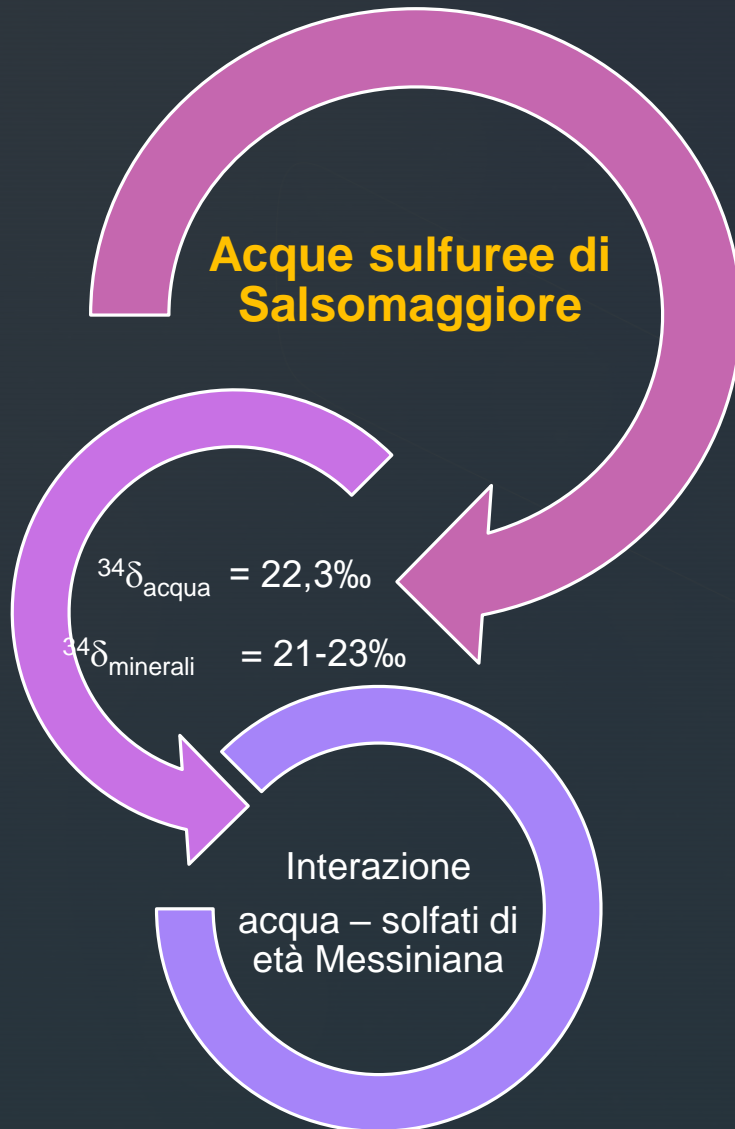 Acque sulfuree di
Salsomaggiore
³⁴δacqua = 22,3‰
³⁴δminerali = 21-23‰
Interazione
acqua – solfati di
età Messiniana